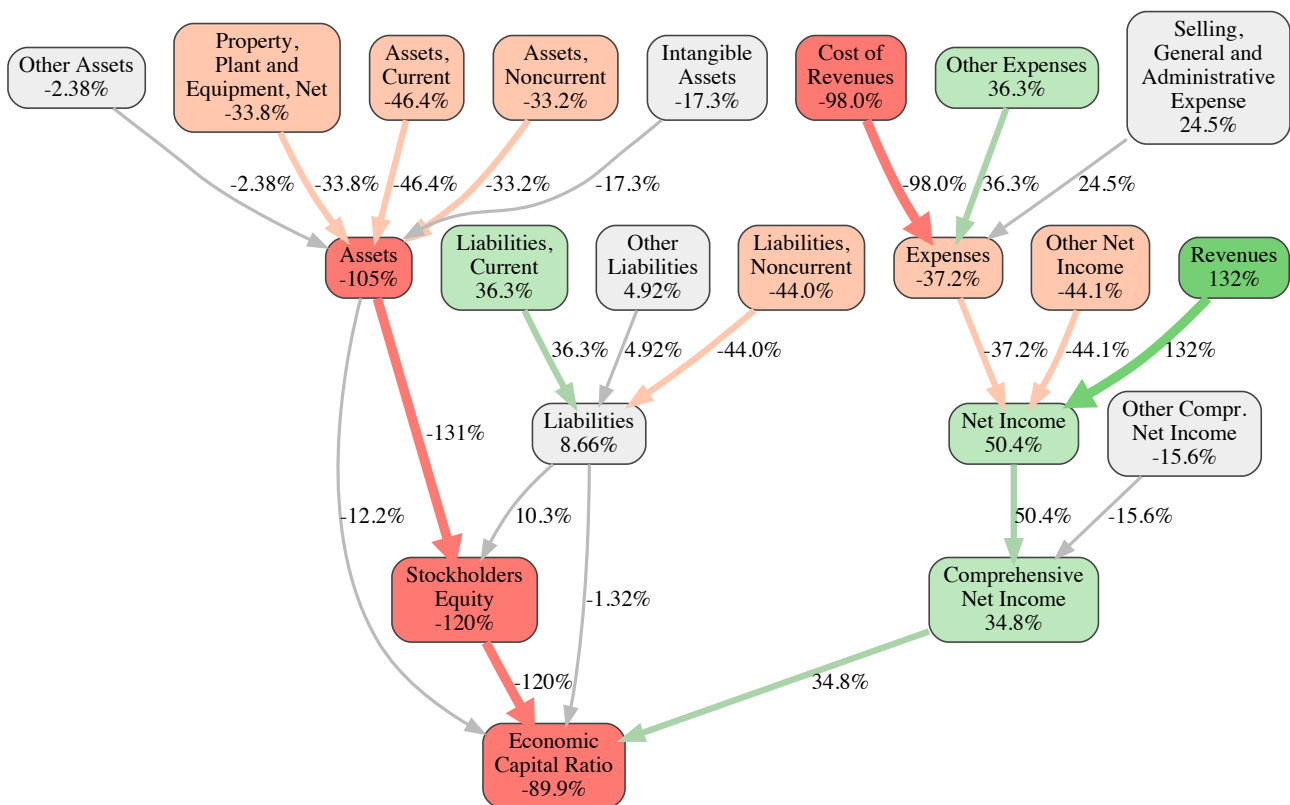 Other Assets
-2.38%
Property,
Plant and
Equipment, Net
-33.8%
Assets,
Current
-46.4%
Assets,
Noncurrent
-33.2%
Intangible
Assets
-17.3%
Cost of
Revenues
-98.0%
Other Expenses
36.3%
Selling,
General and
Administrative
Expense
24.5%
-2.38%
-33.8%
-46.4%
-33.2%
-17.3%
-98.0%
36.3%
24.5%
Assets
-105%
Liabilities,
Current
36.3%
Other
Liabilities
4.92%
Liabilities,
Noncurrent
-44.0%
Expenses
-37.2%
Other Net
Income
-44.1%
Revenues
132%
36.3%
4.92%
-44.0%
-37.2%
-44.1%
132%
-131%
Liabilities
8.66%
Net Income
50.4%
Other Compr.
Net Income
-15.6%
-12.2%
10.3%
50.4%
-15.6%
Stockholders
Equity
-120%
-1.32%
Comprehensive
Net Income
34.8%
-120%
34.8%
Economic
Capital Ratio
-89.9%